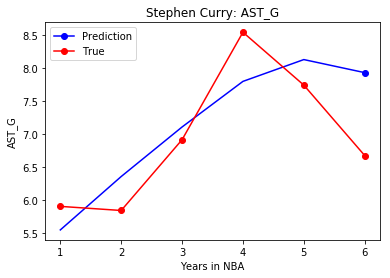 Stephen Curry: AST_G
Prediction
True
8.5
8.0
7.5
7.0
6.5
6.0
5.5
AST_G
1 2 3 4 5 6
Years in NBA